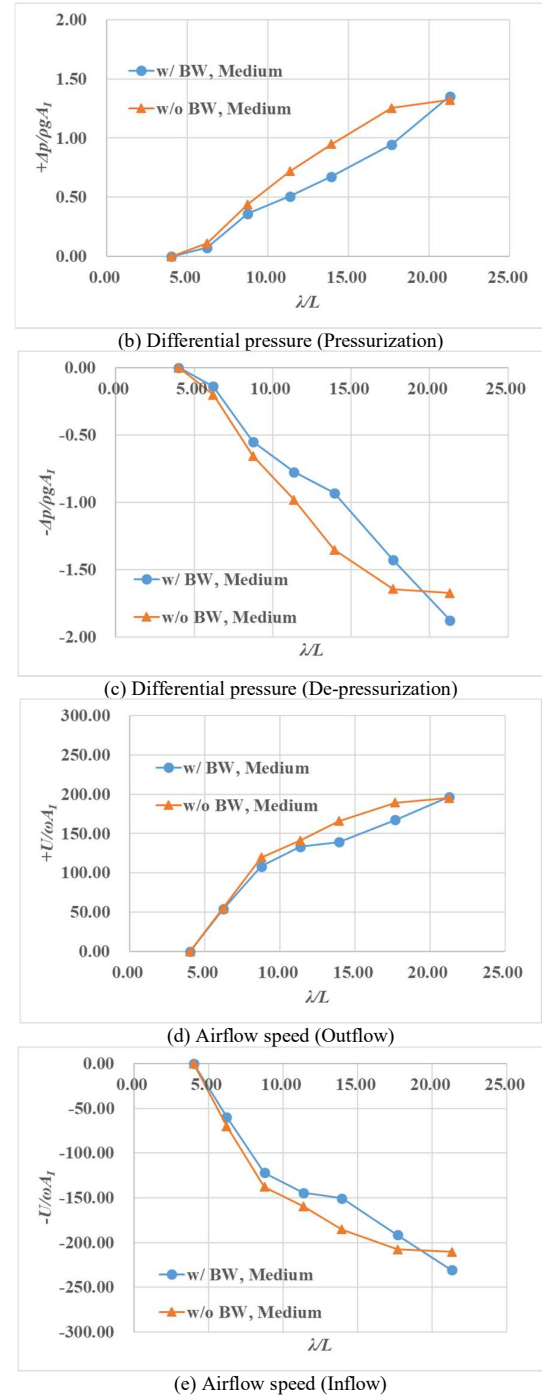 2.00
w/ BW, Medium
1.50
w/o BW, Medium
1.00
+Δp/ρgA_I
0.50
0.00
0.00 5.00 10.00 15.00 20.00 25.00
λ/L
(b) Differential pressure (Pressurization)
0.00
0.00 5.00 10.00 15.00 20.00 25.00
-0.50
-Δp/ρgA_I
-1.00
-1.50
w/ BW, Medium
w/o BW, Medium
-2.00
λ/L
(c) Differential pressure (De-pressurization)
300.00
250.00
w/ BW, Medium
200.00
w/o BW, Medium
150.00
+U/ωA_I
100.00
50.00
0.00
0.00 5.00 10.00 15.00 20.00 25.00
λ/L
(d) Airflow speed (Outflow)
0.00
0.00 5.00 10.00 15.00 20.00 25.00
-50.00
-100.00
-U/ωA_I
-150.00
-200.00
w/ BW, Medium
-250.00
w/o BW, Medium
-300.00
λ/L
(e) Airflow speed (Inflow)